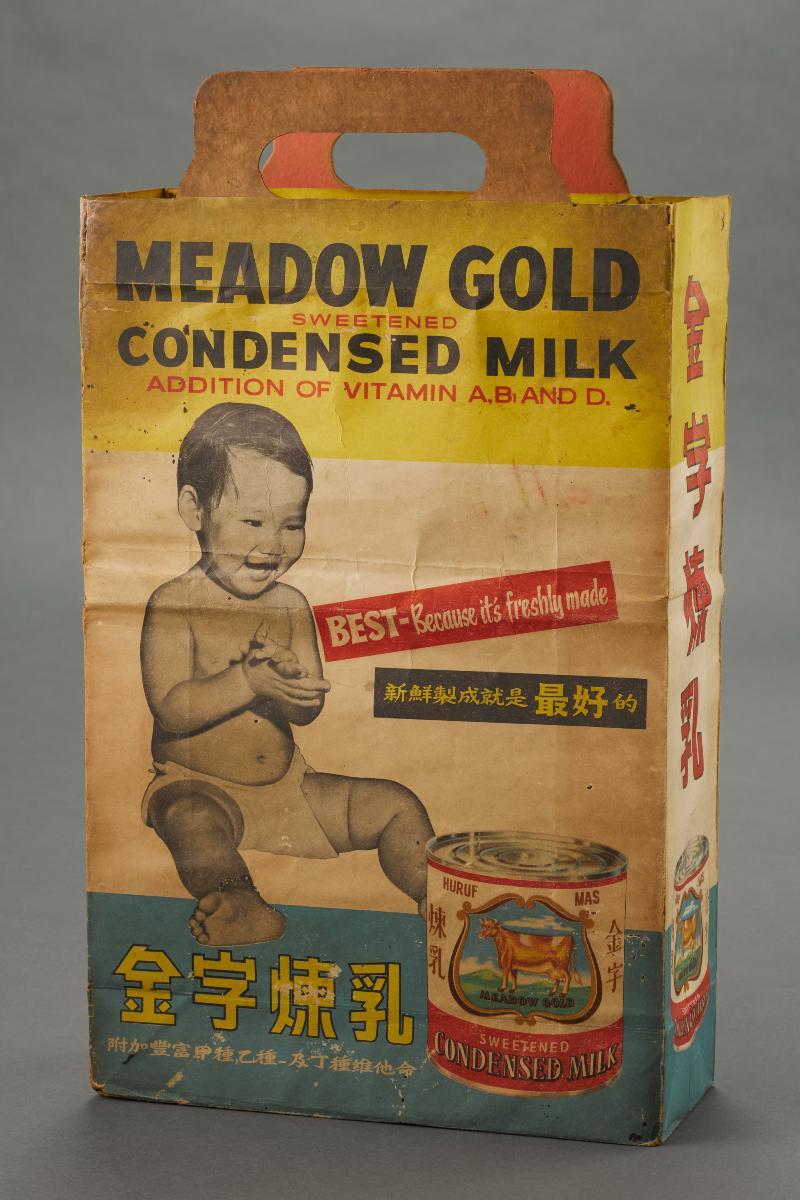 MEADOW GOLD
SWEETENED
CONDENSED MILK
ADDITION OF VITAMIN A,B₁ AND D.
BEST-Because it's freshly made
新鮮製成就是 最好 的
金字煉乳
附加豐富甲種,乙種-及丁種維他命
HURUF MAS
煉乳
金字
MEADOW GOLD
SWEETENED
CONDENSED MILK
金字煉乳